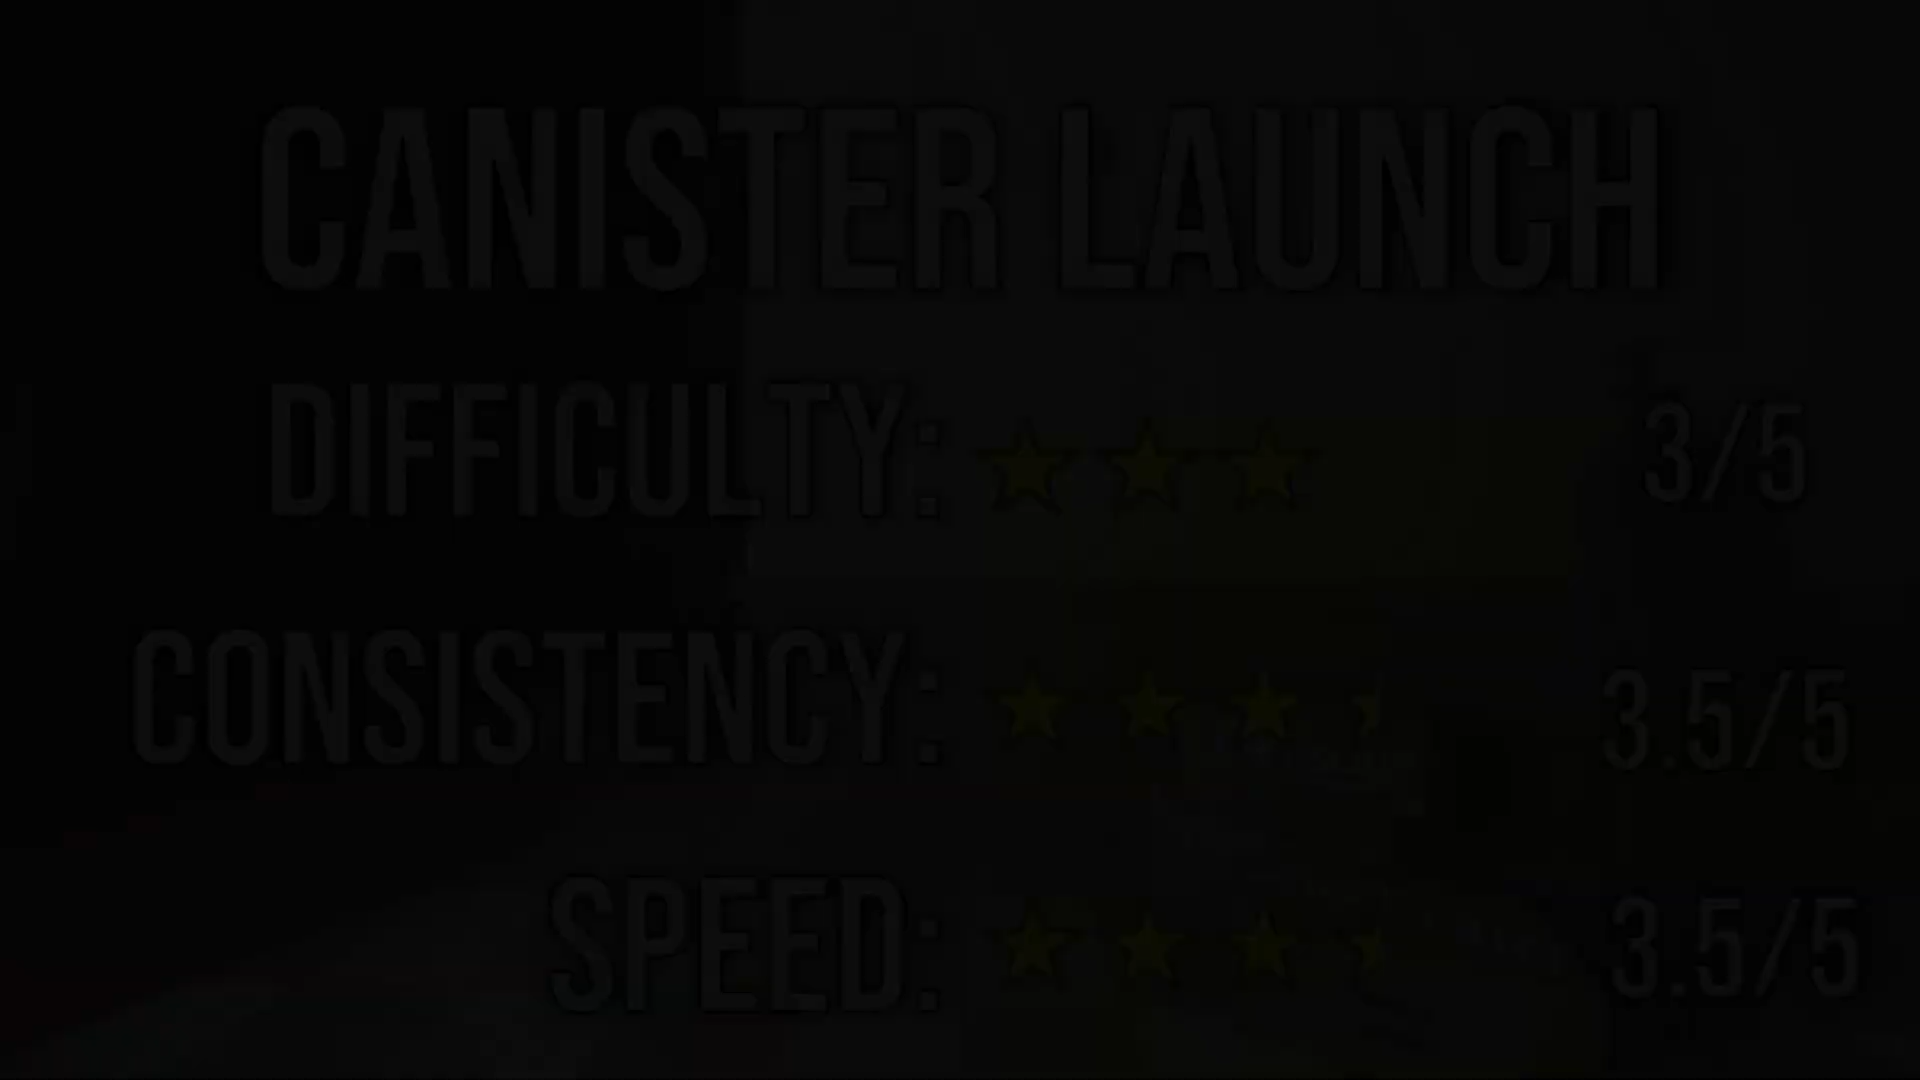 CANISTER LAUNCH
DIFFICULTY: 3/5
CONSISTENCY: 3.5/5
SPEED: 3.5/5